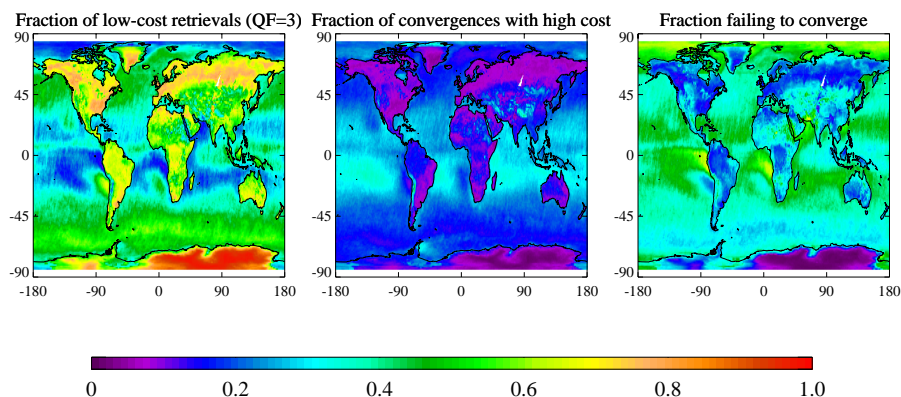 Fraction of low-cost retrievals (QF=3) Fraction of convergences with high cost Fraction failing to converge
90 90 90
45 45 45
0 0 0
-45 -45 -45
-90 -90 -90
-180 -90 0 90 180 -180 -90 0 90 180 -180 -90 0 90 180
0 0.2 0.4 0.6 0.8 1.0